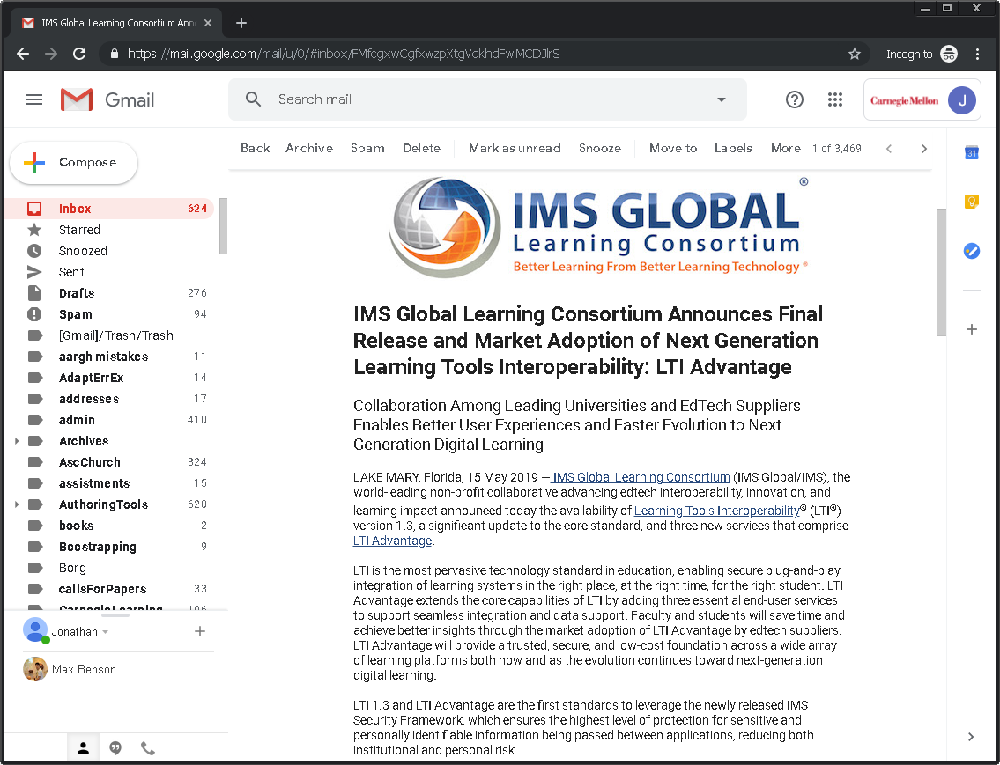 IMS Global Learning Consortium Ann
https://mail.google.com/mail/u/0/#inbox/FMfcgxwCgfxwzpXtgVdkhdFwlMCDJlrS
Incognito
Gmail
Search mail
Carnegie Mellon
J
Compose
Back Archive Spam Delete Mark as unread Snooze Move to Labels More 1 of 3,469
31
Inbox 624
Starred
Snoozed
Sent
Drafts 276
Spam 94
[Gmail]/Trash/Trash
aargh mistakes 11
AdaptErrEx 14
addresses 17
admin 410
Archives
AscChurch 324
assistments 15
AuthoringTools 620
books 2
Boostrapping 9
Borg
callsForPapers 33
CarnegieLearning 106
Jonathan
Max Benson
IMS GLOBAL®
Learning Consortium
Better Learning From Better Learning Technology®
IMS Global Learning Consortium Announces Final
Release and Market Adoption of Next Generation
Learning Tools Interoperability: LTI Advantage
Collaboration Among Leading Universities and EdTech Suppliers
Enables Better User Experiences and Faster Evolution to Next
Generation Digital Learning
LAKE MARY, Florida, 15 May 2019 — IMS Global Learning Consortium (IMS Global/IMS), the
world-leading non-profit collaborative advancing edtech interoperability, innovation, and
learning impact announced today the availability of Learning Tools Interoperability® (LTI®)
version 1.3, a significant update to the core standard, and three new services that comprise
LTI Advantage.
LTI is the most pervasive technology standard in education, enabling secure plug-and-play
integration of learning systems in the right place, at the right time, for the right student. LTI
Advantage extends the core capabilities of LTI by adding three essential end-user services
to support seamless integration and data support. Faculty and students will save time and
achieve better insights through the market adoption of LTI Advantage by edtech suppliers.
LTI Advantage will provide a trusted, secure, and low-cost foundation across a wide array
of learning platforms both now and as the evolution continues toward next-generation
digital learning.
LTI 1.3 and LTI Advantage are the first standards to leverage the newly released IMS
Security Framework, which ensures the highest level of protection for sensitive and
personally identifiable information being passed between applications, reducing both
institutional and personal risk.